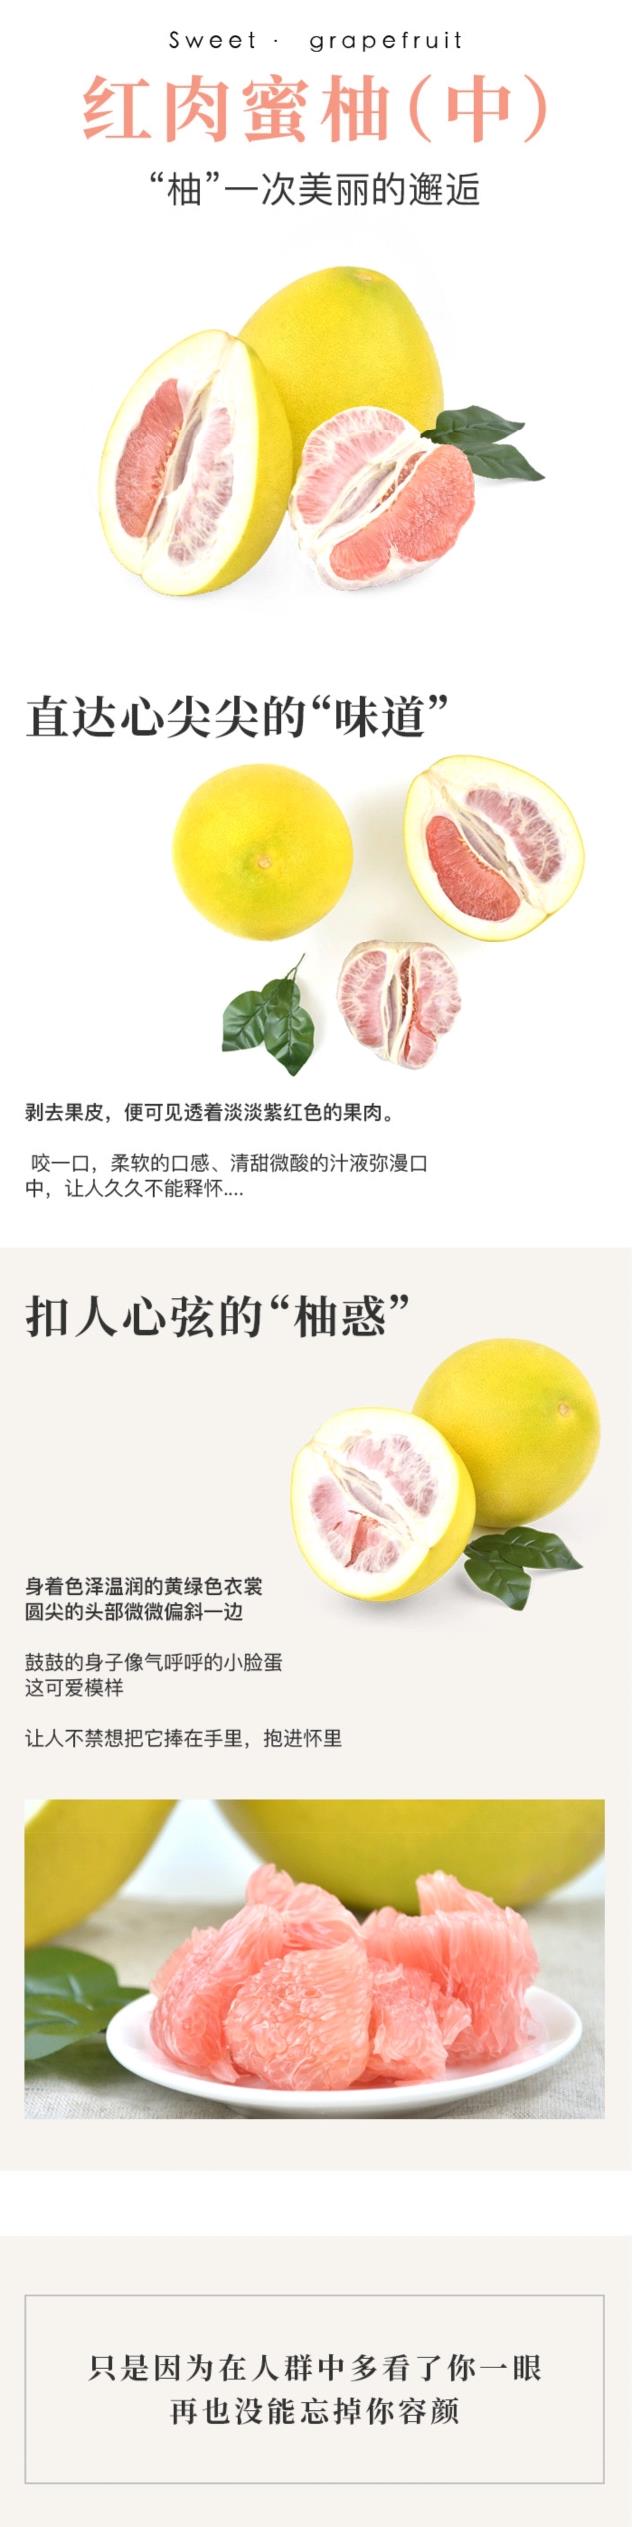 Sweet · grapefruit
红肉蜜柚(中)
“柚”一次美丽的邂逅
直达心尖尖的“味道”
剥去果皮，便可见透着淡淡紫红色的果肉。
咬一口，柔软的口感、清甜微酸的汁液弥漫口
中，让人久久不能释怀....
扣人心弦的“柚惑”
身着色泽温润的黄绿色衣裳
圆尖的头部微微偏斜一边
鼓鼓的身子像气呼呼的小脸蛋
这可爱模样
让人不禁想把它捧在手里，抱进怀里
只是因为在人群中多看了你一眼
再也没能忘掉你容颜